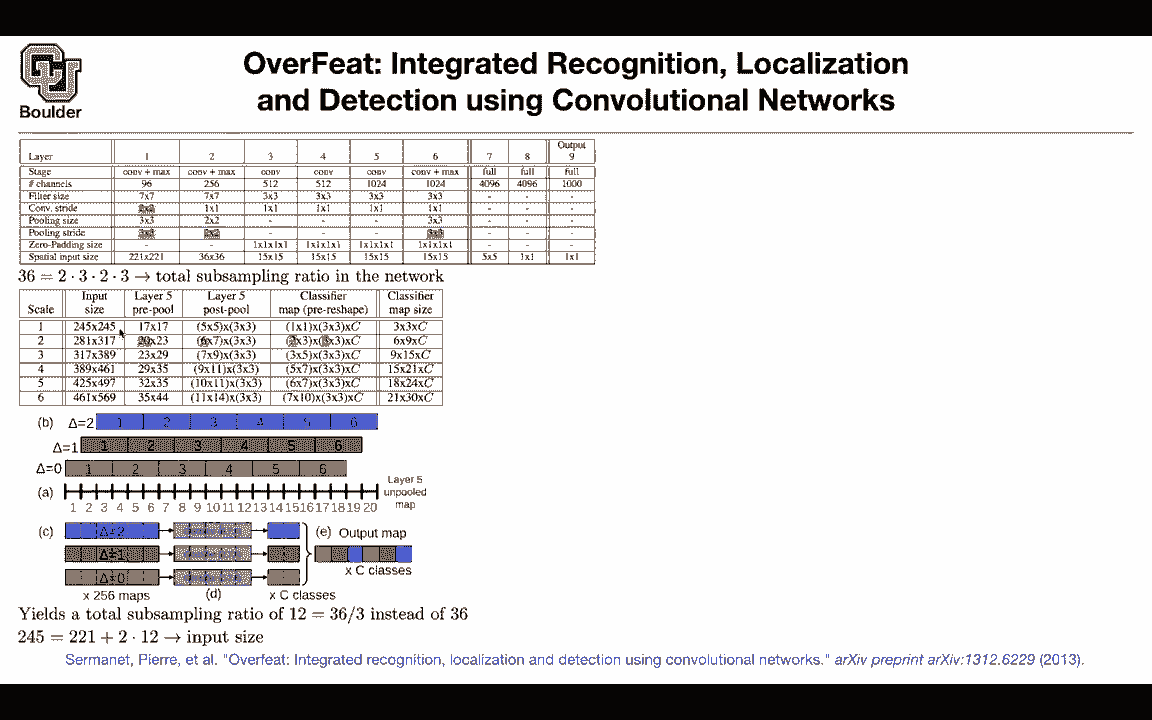 OverFeat: Integrated Recognition, Localization
and Detection using Convolutional Networks
Boulder
Layer 1 2 3 4 5 6 7 8 Output 9
Stage conv + max conv + max conv conv conv conv + max full full full
# channels 96 256 512 512 1024 1024 4096 4096 1000
Filter size 7x7 7x7 3x3 3x3 3x3 3x3 - - -
Conv. stride 2x2 1x1 1x1 1x1 1x1 1x1 - - -
Pooling size 3x3 2x2 - - - 3x3 - - -
Pooling stride 3x3 2x2 - - - 3x3 - - -
Zero-Padding size - - 1x1x1x1 1x1x1x1 1x1x1x1 1x1x1x1 - - -
Spatial input size 221x221 36x36 15x15 15x15 15x15 15x15 5x5 1x1 1x1
36 = 2 · 3 · 2 · 3 → total subsampling ratio in the network
Scale Input size Layer 5 pre-pool Layer 5 post-pool Classifier map (pre-reshape) Classifier map size
1 245x245 17x17 (5x5)x(3x3) (1x1)x(3x3)xC 3x3xC
2 281x317 20x23 (6x7)x(3x3) (2x3)x(3x3)xC 6x9xC
3 317x389 23x29 (7x9)x(3x3) (3x5)x(3x3)xC 9x15xC
4 389x461 29x35 (9x11)x(3x3) (5x7)x(3x3)xC 15x21xC
5 425x497 32x35 (10x11)x(3x3) (6x7)x(3x3)xC 18x24xC
6 461x569 35x44 (11x14)x(3x3) (7x10)x(3x3)xC 21x30xC
(b) Δ=2 1 2 3 4 5 6
Δ=1 1 2 3 4 5 6
Δ=0 1 2 3 4 5 6
(a) Layer 5 unpooled map
1 2 3 4 5 6 7 8 9 10 11 12 13 14 15 16 17 18 19 20
(c) Δ=2 (e) Output map
Δ=1
x C classes
Δ=0
x 256 maps (d) x C classes
Yields a total subsampling ratio of 12 = 36/3 instead of 36
245 = 221 + 2 · 12 → input size
Sermanet, Pierre, et al. "Overfeat: Integrated recognition, localization and detection using convolutional networks." arXiv preprint arXiv:1312.6229 (2013).